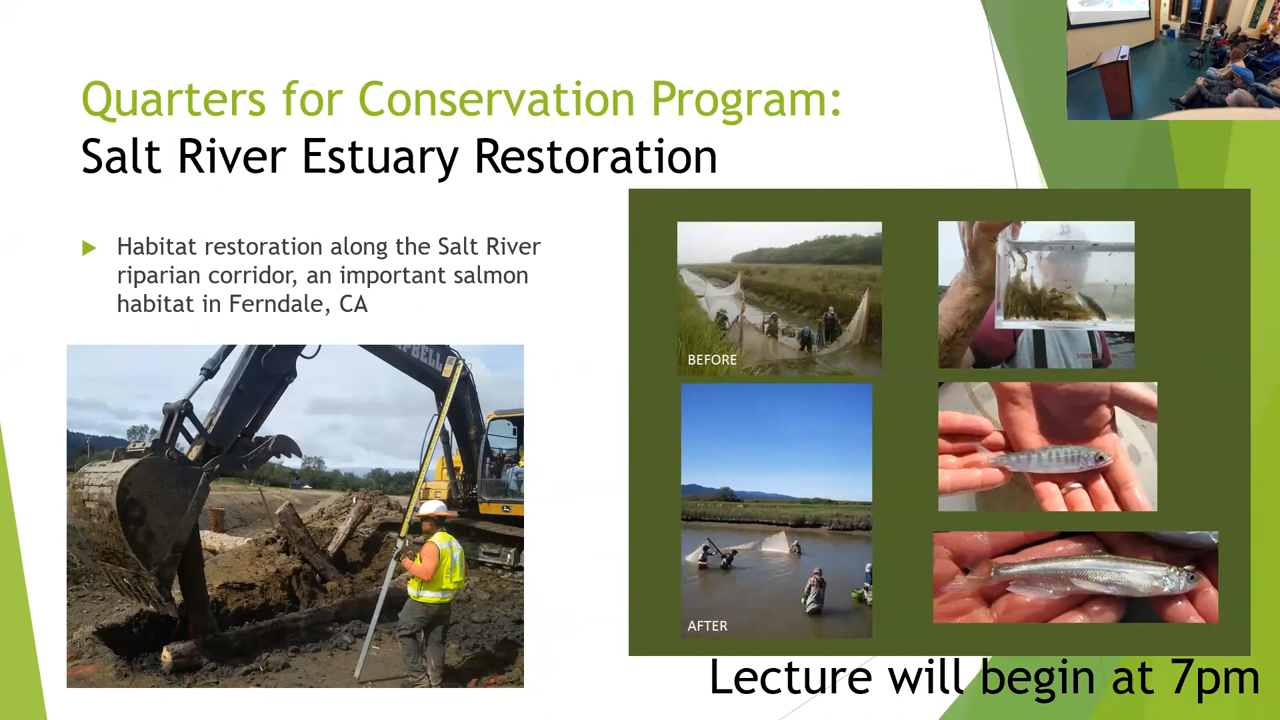 Quarters for Conservation Program:
Salt River Estuary Restoration
Habitat restoration along the Salt River
riparian corridor, an important salmon
habitat in Ferndale, CA
BEFORE
AFTER
Lecture will begin at 7pm